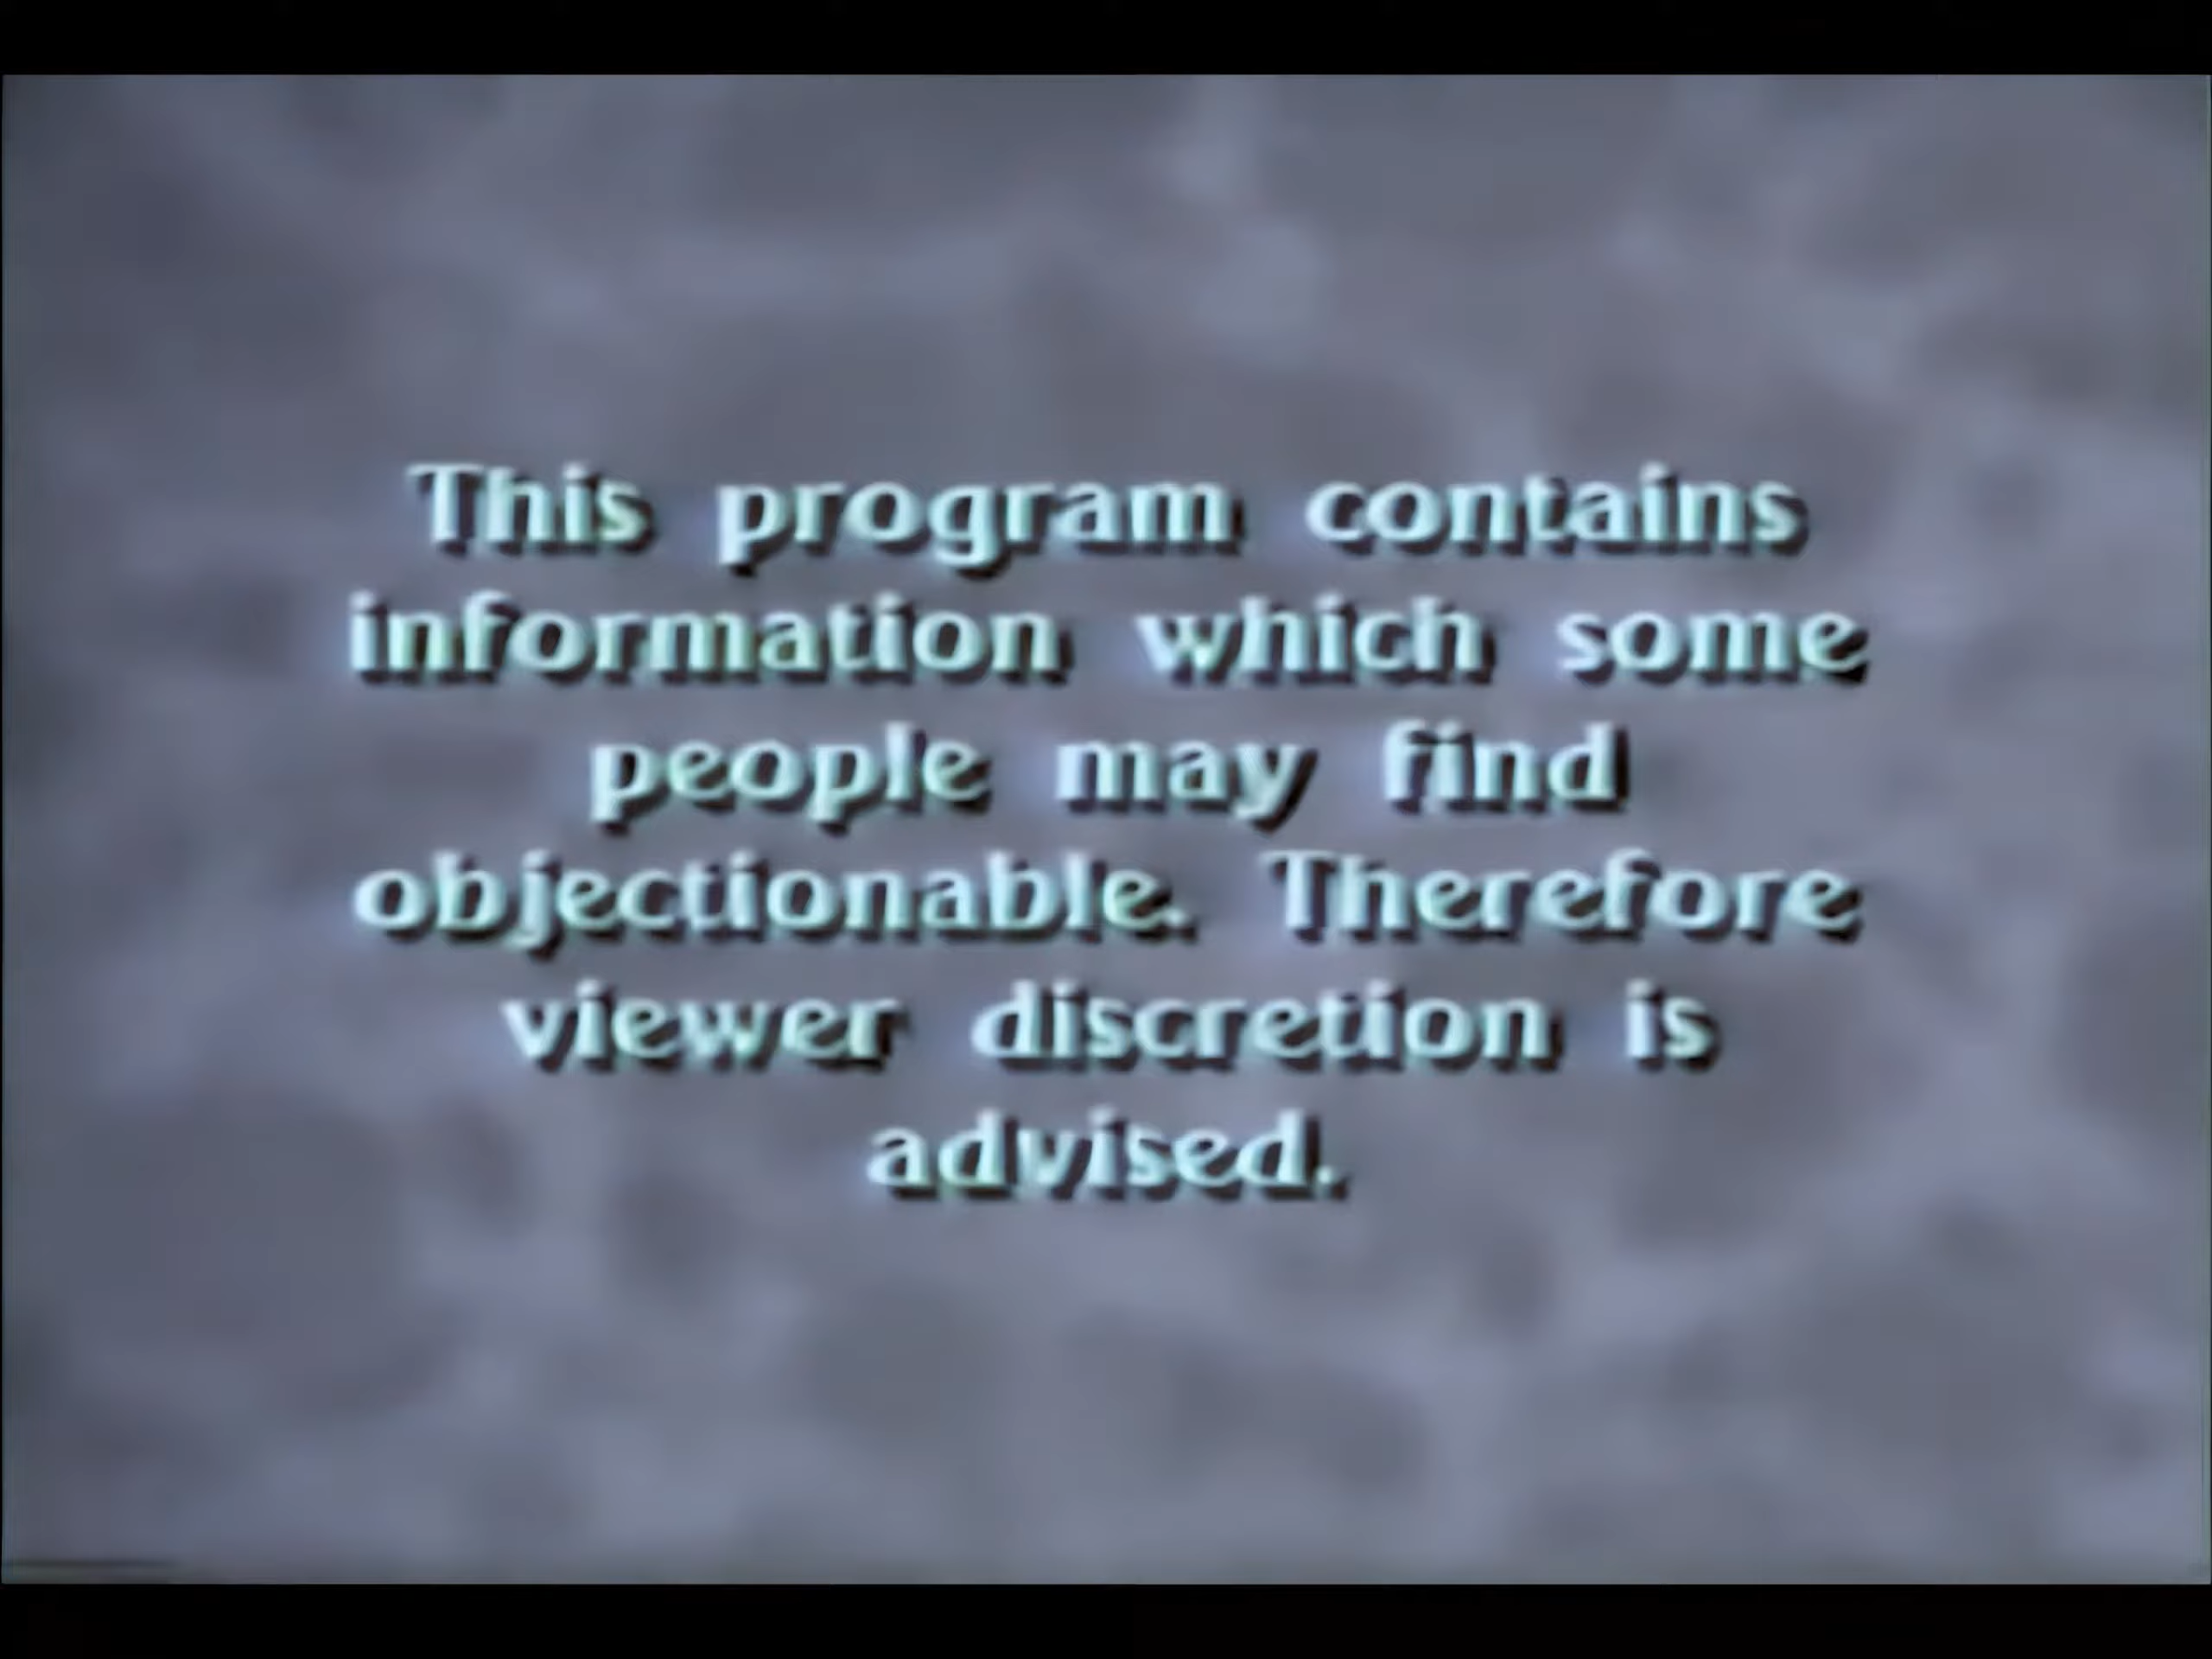 This program contains
information which some
people may find
objectionable. Therefore
viewer discretion is
advised.